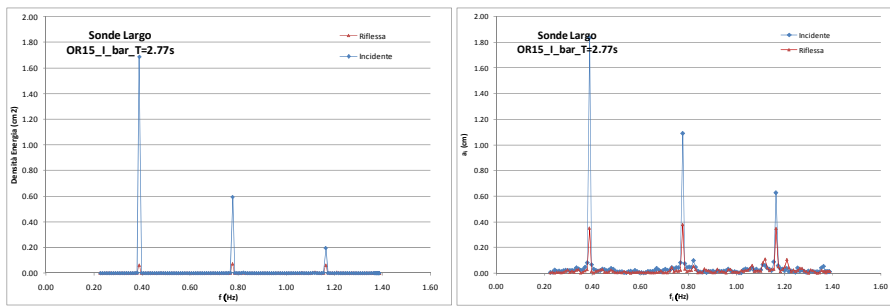 Sonde Largo
OR15_I_bar_T=2.77s
Riflessa
Incidente
Densità Energia (cm2)
2.00
1.80
1.60
1.40
1.20
1.00
0.80
0.60
0.40
0.20
0.00
0.00 0.20 0.40 0.60 0.80 1.00 1.20 1.40 1.60
f (Hz)
Sonde Largo
OR15_I_bar_T=2.77s
Incidente
Riflessa
ai (cm)
2.00
1.80
1.60
1.40
1.20
1.00
0.80
0.60
0.40
0.20
0.00
0.00 0.20 0.40 0.60 0.80 1.00 1.20 1.40 1.60
fi (Hz)